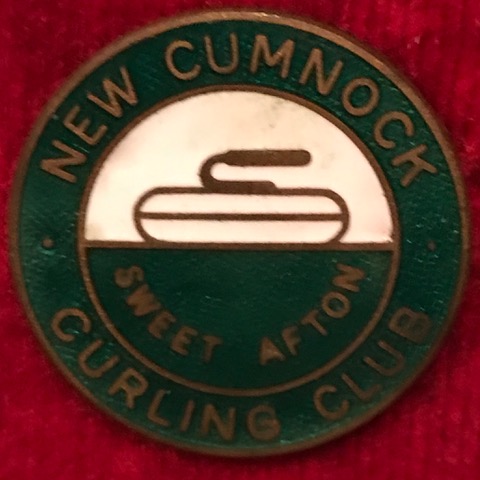 NEW CUMNOCK
SWEET AFTON
CURLING CLUB